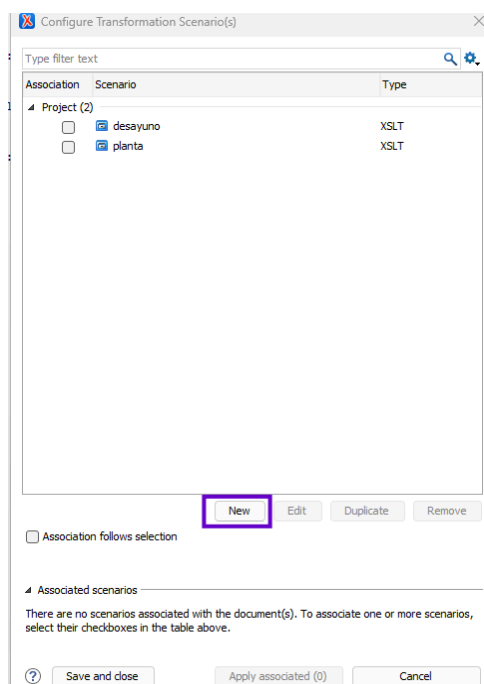 Configure Transformation Scenario(s)
Type filter text
Association Scenario Type
Project (2)
desayuno XSLT
planta XSLT
New Edit Duplicate Remove
Association follows selection
Associated scenarios
There are no scenarios associated with the document(s). To associate one or more scenarios,
select their checkboxes in the table above.
? Save and close Apply associated (0) Cancel